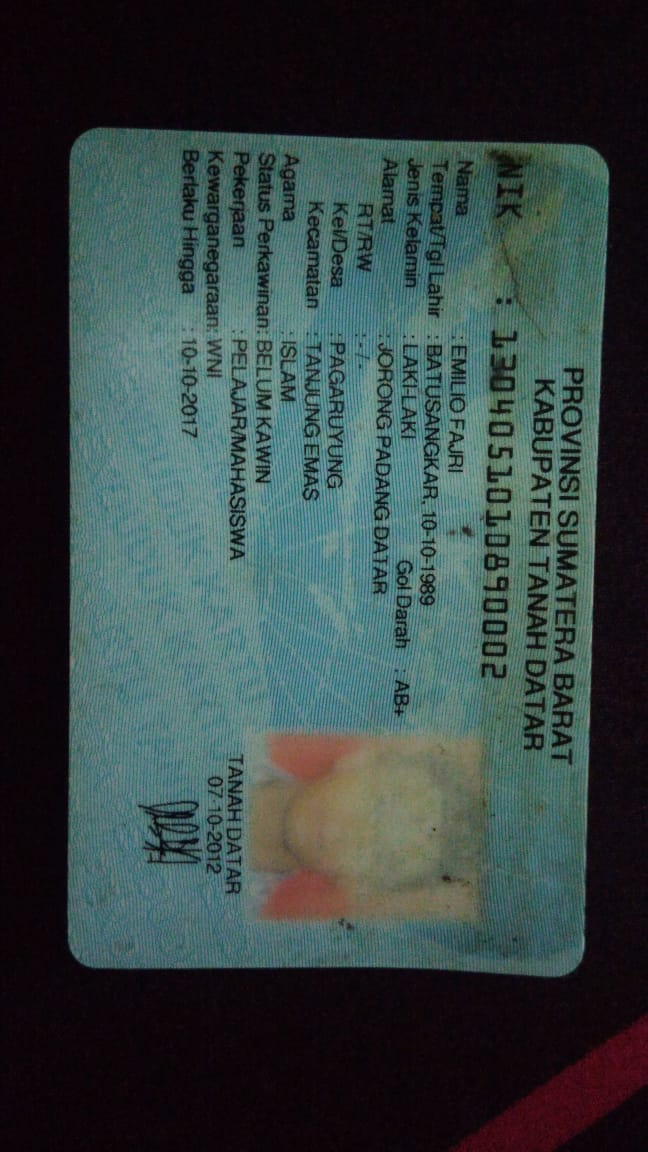 PROVINSI SUMATERA BARAT
KABUPATEN TANAH DATAR
NIK : 1304051010890002
Nama : EMILIO FAJRI
Tempat/Tgl Lahir : BATUSANGKAR, 10-10-1989
Jenis Kelamin : LAKI-LAKI Gol Darah : AB+
Alamat : JORONG PADANG DATAR
RT/RW : - / -
Kel/Desa : PAGARUYUNG
Kecamatan : TANJUNG EMAS
Agama : ISLAM
Status Perkawinan: BELUM KAWIN
Pekerjaan : PELAJAR/MAHASISWA
Kewarganegaraan: WNI
Berlaku Hingga : 10-10-2017
TANAH DATAR
07-10-2012